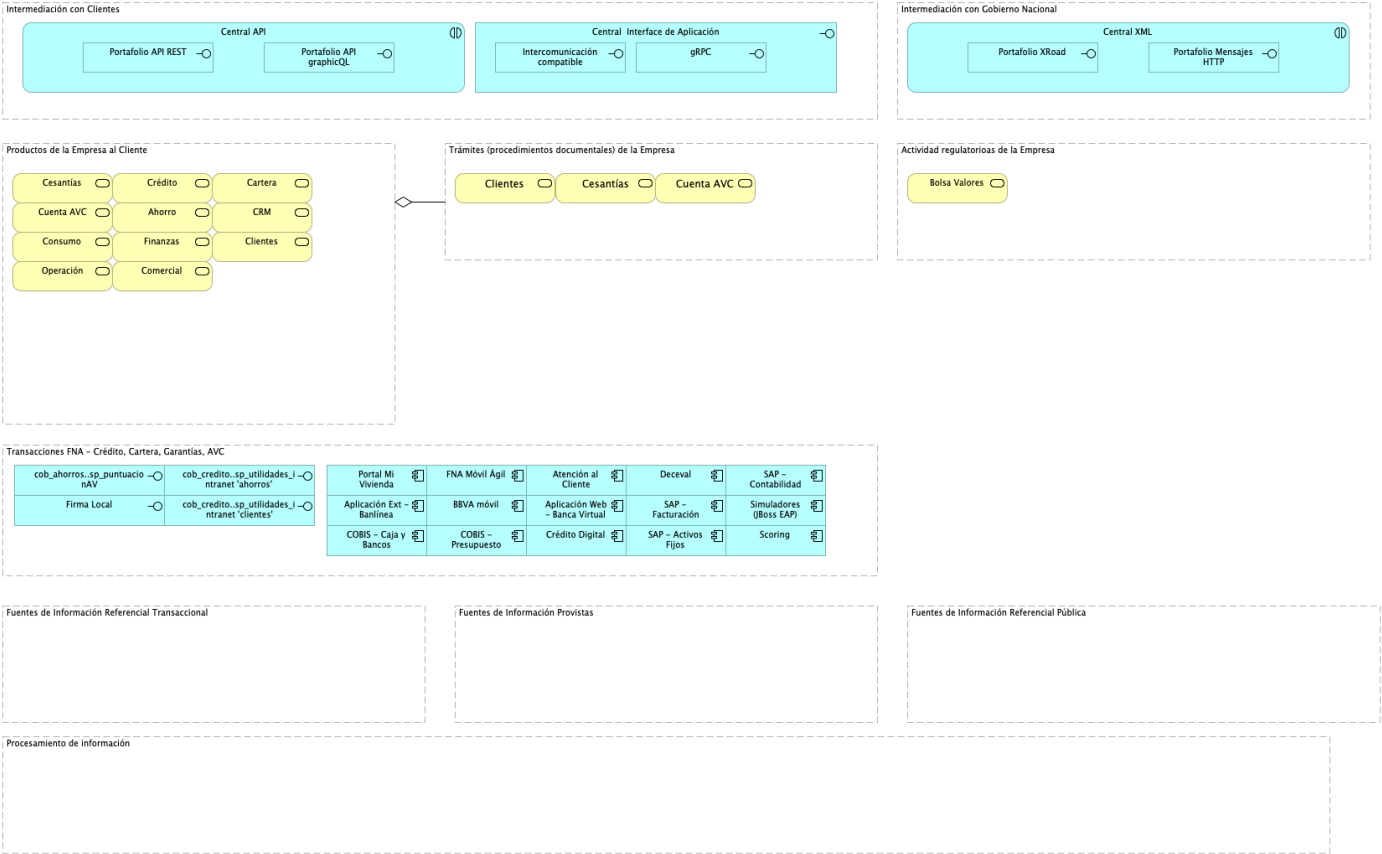 Intermediación con Clientes
Central API
Portafolio API REST
Portafolio API
graphicQL
Central  Interface de Aplicación
Intercomunicación
compatible
gRPC
Intermediación con Gobierno Nacional
Central XML
Portafolio XRoad
Portafolio Mensajes
HTTP
Productos de la Empresa al Cliente
Cesantías
Crédito
Cartera
Cuenta AVC
Ahorro
CRM
Consumo
Finanzas
Clientes
Operación
Comercial
Trámites (procedimientos documentales) de la Empresa
Clientes
Cesantías
Cuenta AVC
Actividad regulatorioas de la Empresa
Bolsa Valores
Transacciones FNA – Crédito, Cartera, Garantías, AVC
cob_ahorros..sp_puntuacio
nAV
cob_credito..sp_utilidades_i
ntranet 'ahorros'
Firma Local
cob_credito..sp_utilidades_i
ntranet 'clientes'
Portal Mi
Vivienda
FNA Móvil Ágil
Atención al
Cliente
Deceval
SAP –
Contabilidad
Aplicación Ext –
Banlínea
BBVA móvil
Aplicación Web
– Banca Virtual
SAP –
Facturación
Simuladores
(JBoss EAP)
COBIS – Caja y
Bancos
COBIS –
Presupuesto
Crédito Digital
SAP – Activos
Fijos
Scoring
Fuentes de Información Referencial Transaccional
Fuentes de Información Provistas
Fuentes de Información Referencial Pública
Procesamiento de información